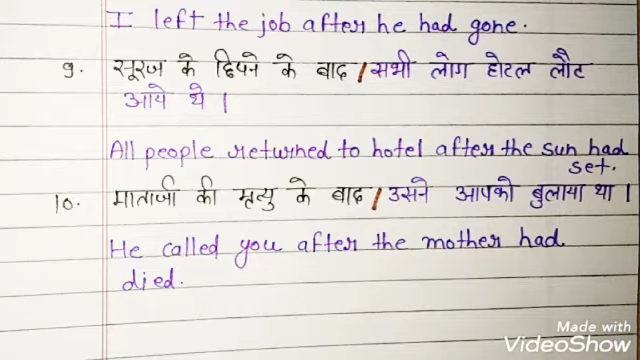 I left the job after he had gone.
9. सूरज के छिपने के बाद / सभी लोग होटल लौट
आये थे |
All people returned to hotel after the sun had
set.
10. माताजी की मृत्यु के बाद / उसने आपको बुलाया था |
He called you after the mother had
died.
Made with
VideoShow